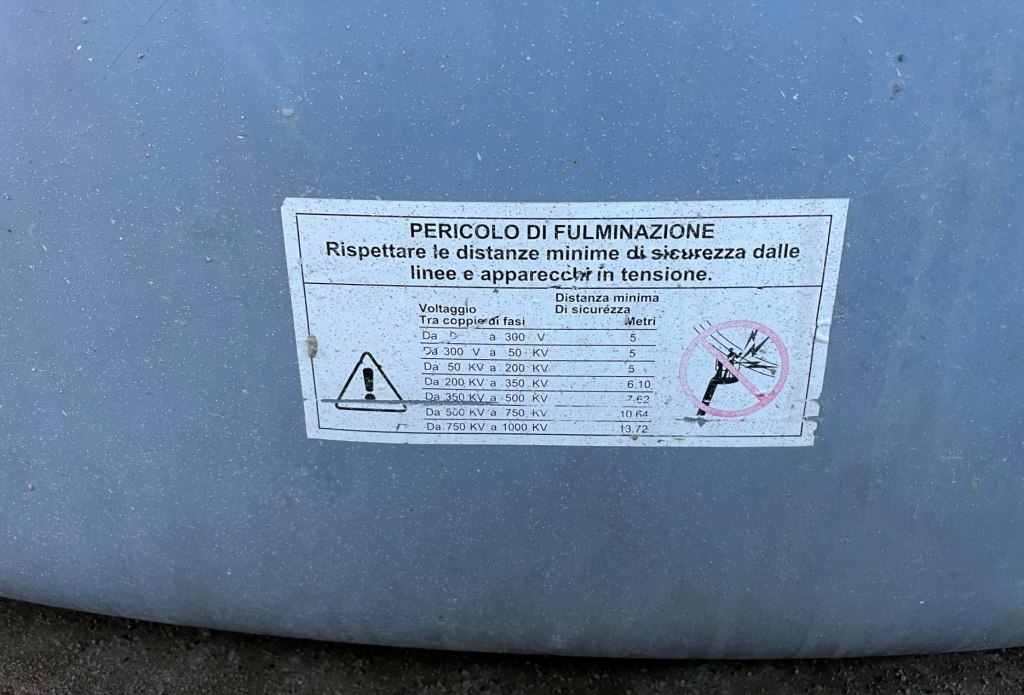 PERICOLO DI FULMINAZIONE
Rispettare le distanze minime di sicurezza dalle
linee e apparecchi in tensione.
Voltaggio
Tra coppie di fasi
Distanza minima
Di sicurezza
Metri
Da 0 a 300 V 5
Da 300 V a 50 KV 5
Da 50 KV a 200 KV 5
Da 200 KV a 350 KV 6,10
Da 350 KV a 500 KV 7,62
Da 500 KV a 750 KV 10,64
Da 750 KV a 1000 KV 13,72